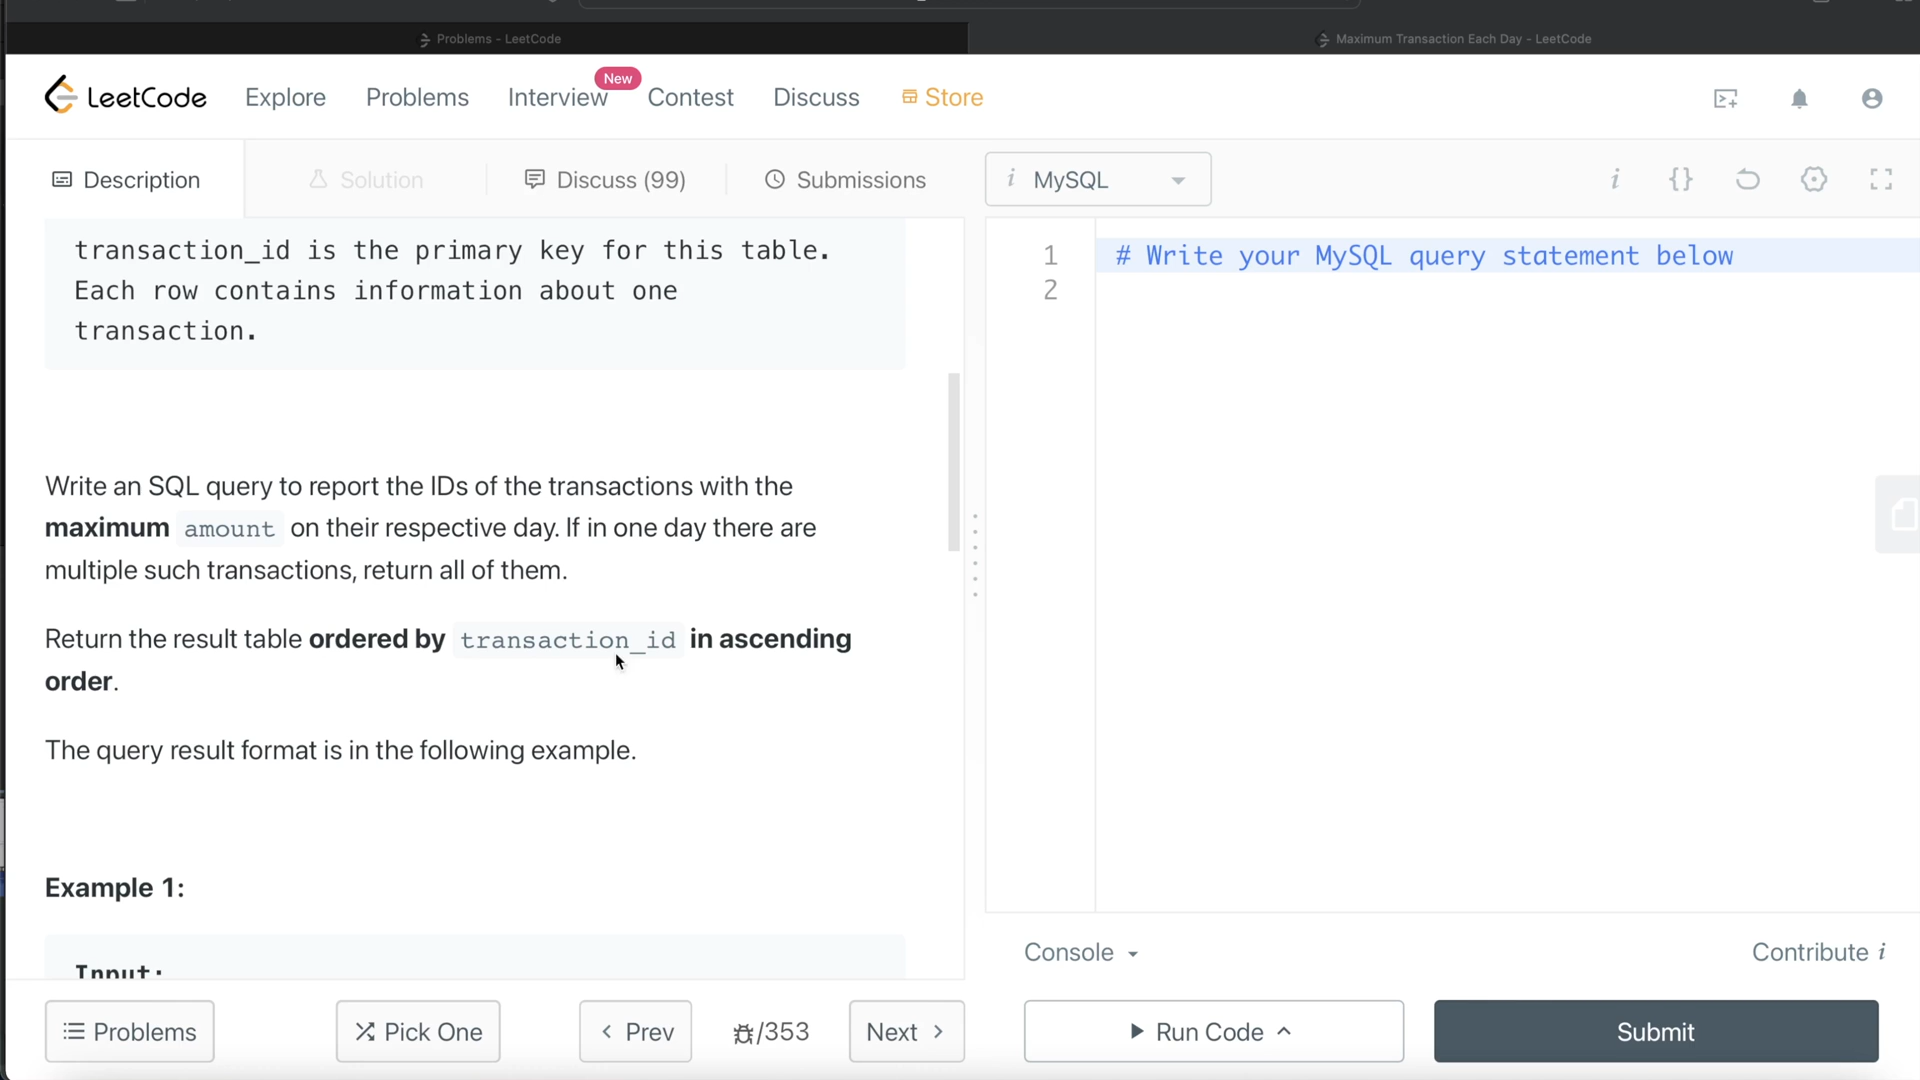 Problems - LeetCode
Maximum Transaction Each Day - LeetCode
LeetCode
Explore
Problems
Interview
New
Contest
Discuss
Store
Description
Solution
Discuss (99)
Submissions
i MySQL
i
{}
transaction_id is the primary key for this table.
Each row contains information about one
transaction.
Write an SQL query to report the IDs of the transactions with the
maximum amount on their respective day. If in one day there are
multiple such transactions, return all of them.
Return the result table ordered by transaction_id in ascending
order.
The query result format is in the following example.
Example 1:
Input:
1 # Write your MySQL query statement below
2
Console
Contribute i
Problems
Pick One
Prev
/353
Next
Run Code
Submit